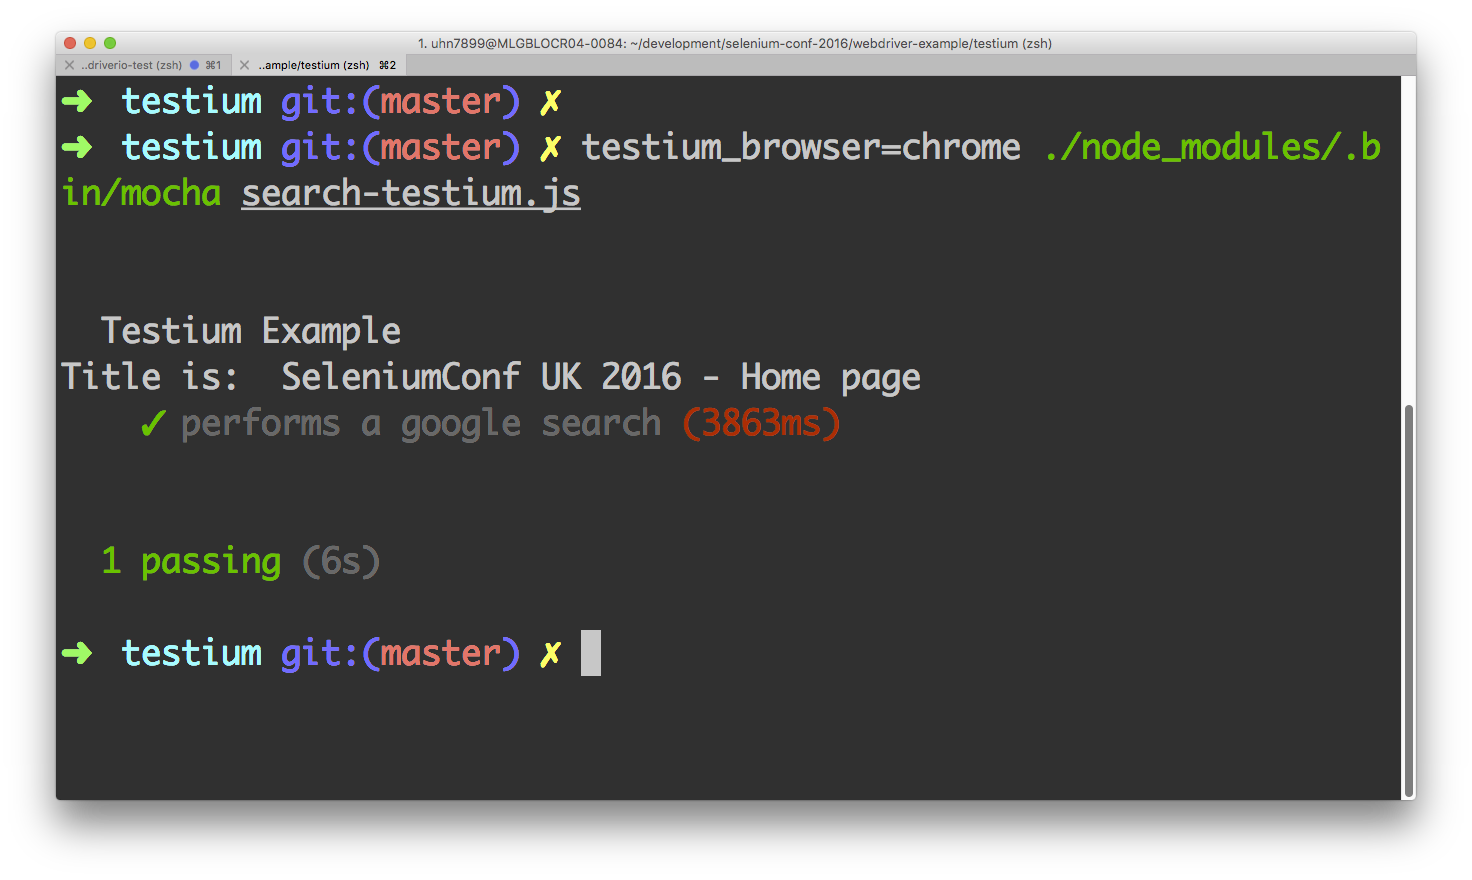 1. uhn7899@MLGBLOCR04-0084: ~/development/selenium-conf-2016/webdriver-example/testium (zsh)
..driverio-test (zsh) ⌘1 ..ample/testium (zsh) ⌘2
➜ testium git:(master) ✗
➜ testium git:(master) ✗ testium_browser=chrome ./node_modules/.b
in/mocha search-testium.js
Testium Example
Title is: SeleniumConf UK 2016 - Home page
✓ performs a google search (3863ms)
1 passing (6s)
➜ testium git:(master) ✗